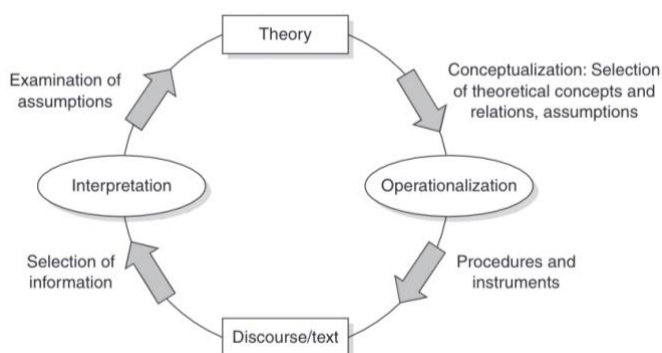 Theory
Examination of
assumptions
Conceptualization: Selection
of theoretical concepts and
relations, assumptions
Interpretation
Operationalization
Selection of
information
Procedures and
instruments
Discourse/text